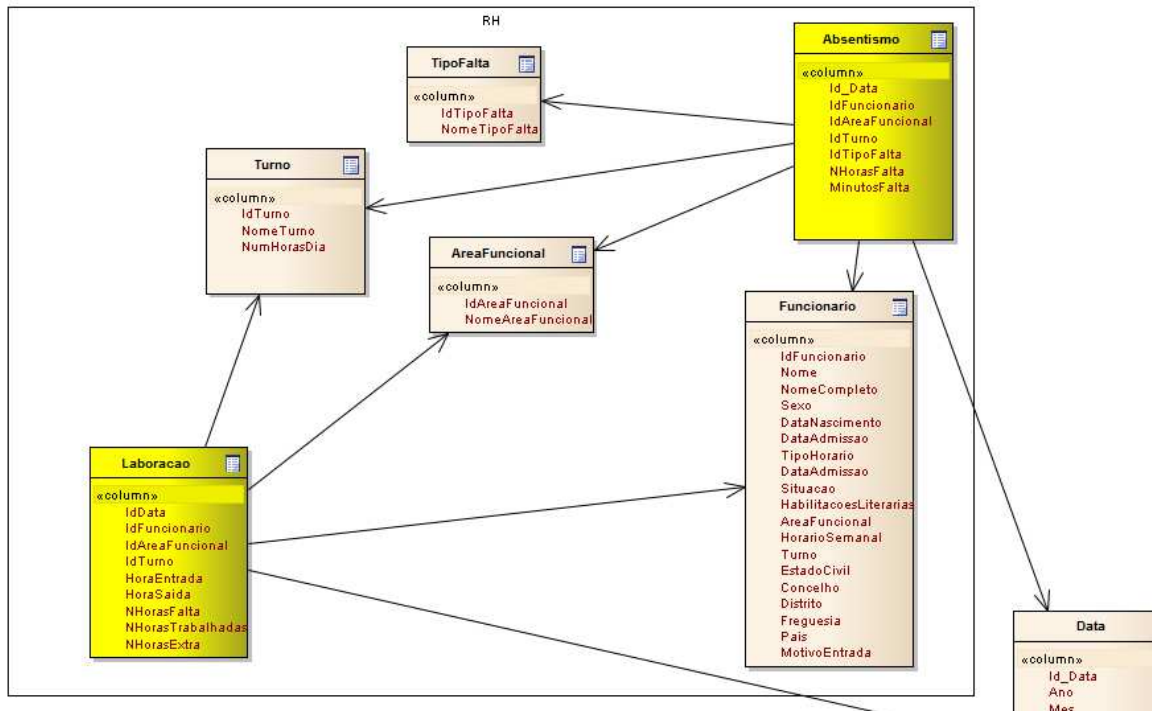 RH
Absentismo
«column»
Id_Data
IdFuncionario
IdAreaFuncional
IdTurno
IdTipoFalta
NHorasFalta
MinutosFalta
TipoFalta
«column»
IdTipoFalta
NomeTipoFalta
Turno
«column»
IdTurno
NomeTurno
NumHorasDia
AreaFuncional
«column»
IdAreaFuncional
NomeAreaFuncional
Funcionario
«column»
IdFuncionario
Nome
NomeCompleto
Sexo
DataNascimento
DataAdmissao
TipoHorario
DataAdmissao
Situacao
HabilitacoesLiterarias
AreaFuncional
HorarioSemanal
Turno
EstadoCivil
Concelho
Distrito
Freguesia
Pais
MotivoEntrada
Laboracao
«column»
IdData
IdFuncionario
IdAreaFuncional
IdTurno
HoraEntrada
HoraSaida
NHorasFalta
NHorasTrabalhadas
NHorasExtra
Data
«column»
Id_Data
Ano
Mes